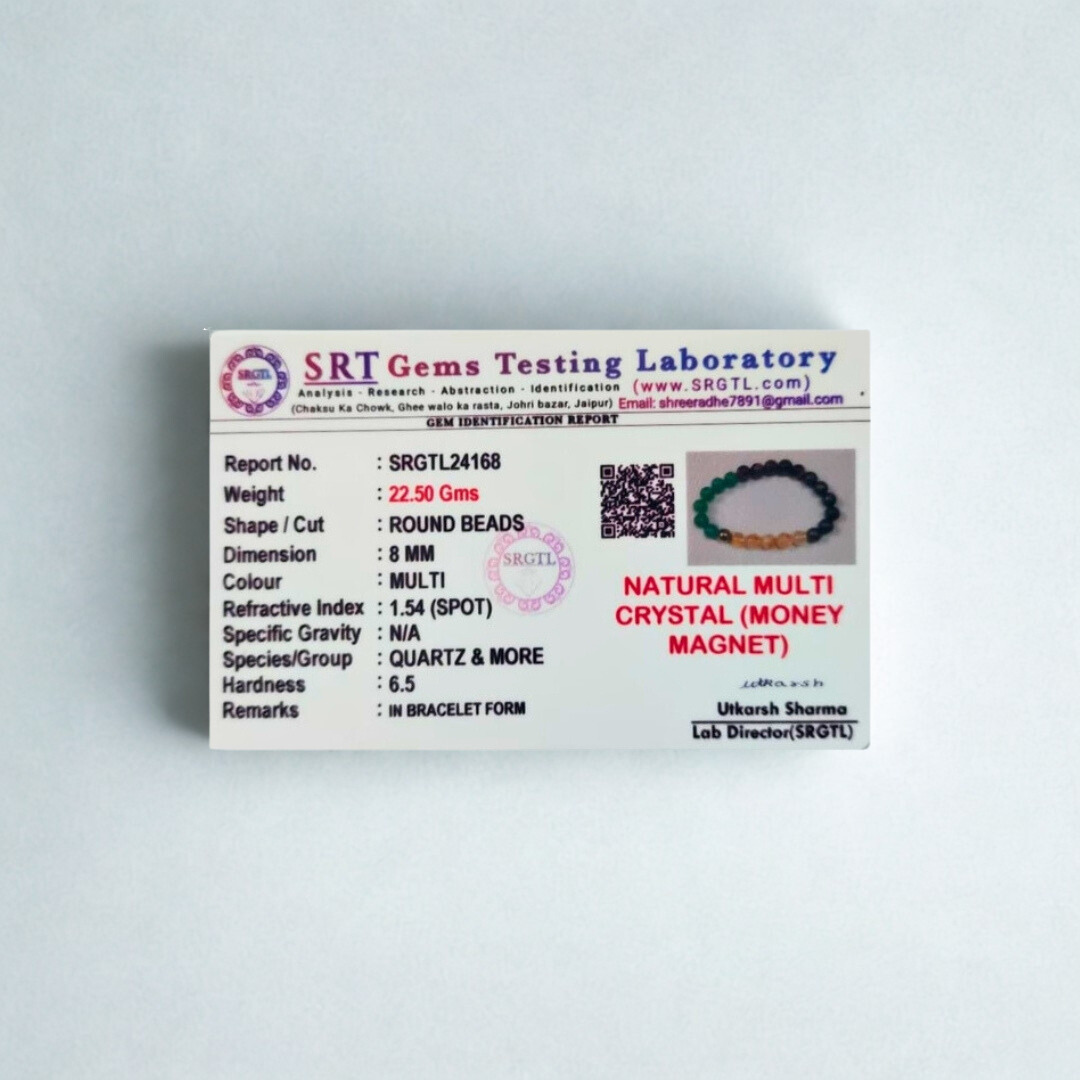 SRGTL
SRT Gems Testing Laboratory
Analysis - Research - Abstraction - Identification (www.SRGTL.com)
(Chaksu Ka Chowk, Ghee walo ka rasta, Johri bazar, Jaipur) Email: shreeradhe7891@gmail.com
GEM IDENTIFICATION REPORT
Report No. : SRGTL24168
Weight : 22.50 Gms
Shape / Cut : ROUND BEADS
Dimension : 8 MM
Colour : MULTI
Refractive Index : 1.54 (SPOT)
Specific Gravity : N/A
Species/Group : QUARTZ & MORE
Hardness : 6.5
Remarks : IN BRACELET FORM
SRGTL
NATURAL MULTI
CRYSTAL (MONEY
MAGNET)
utkarsh
Utkarsh Sharma
Lab Director(SRGTL)